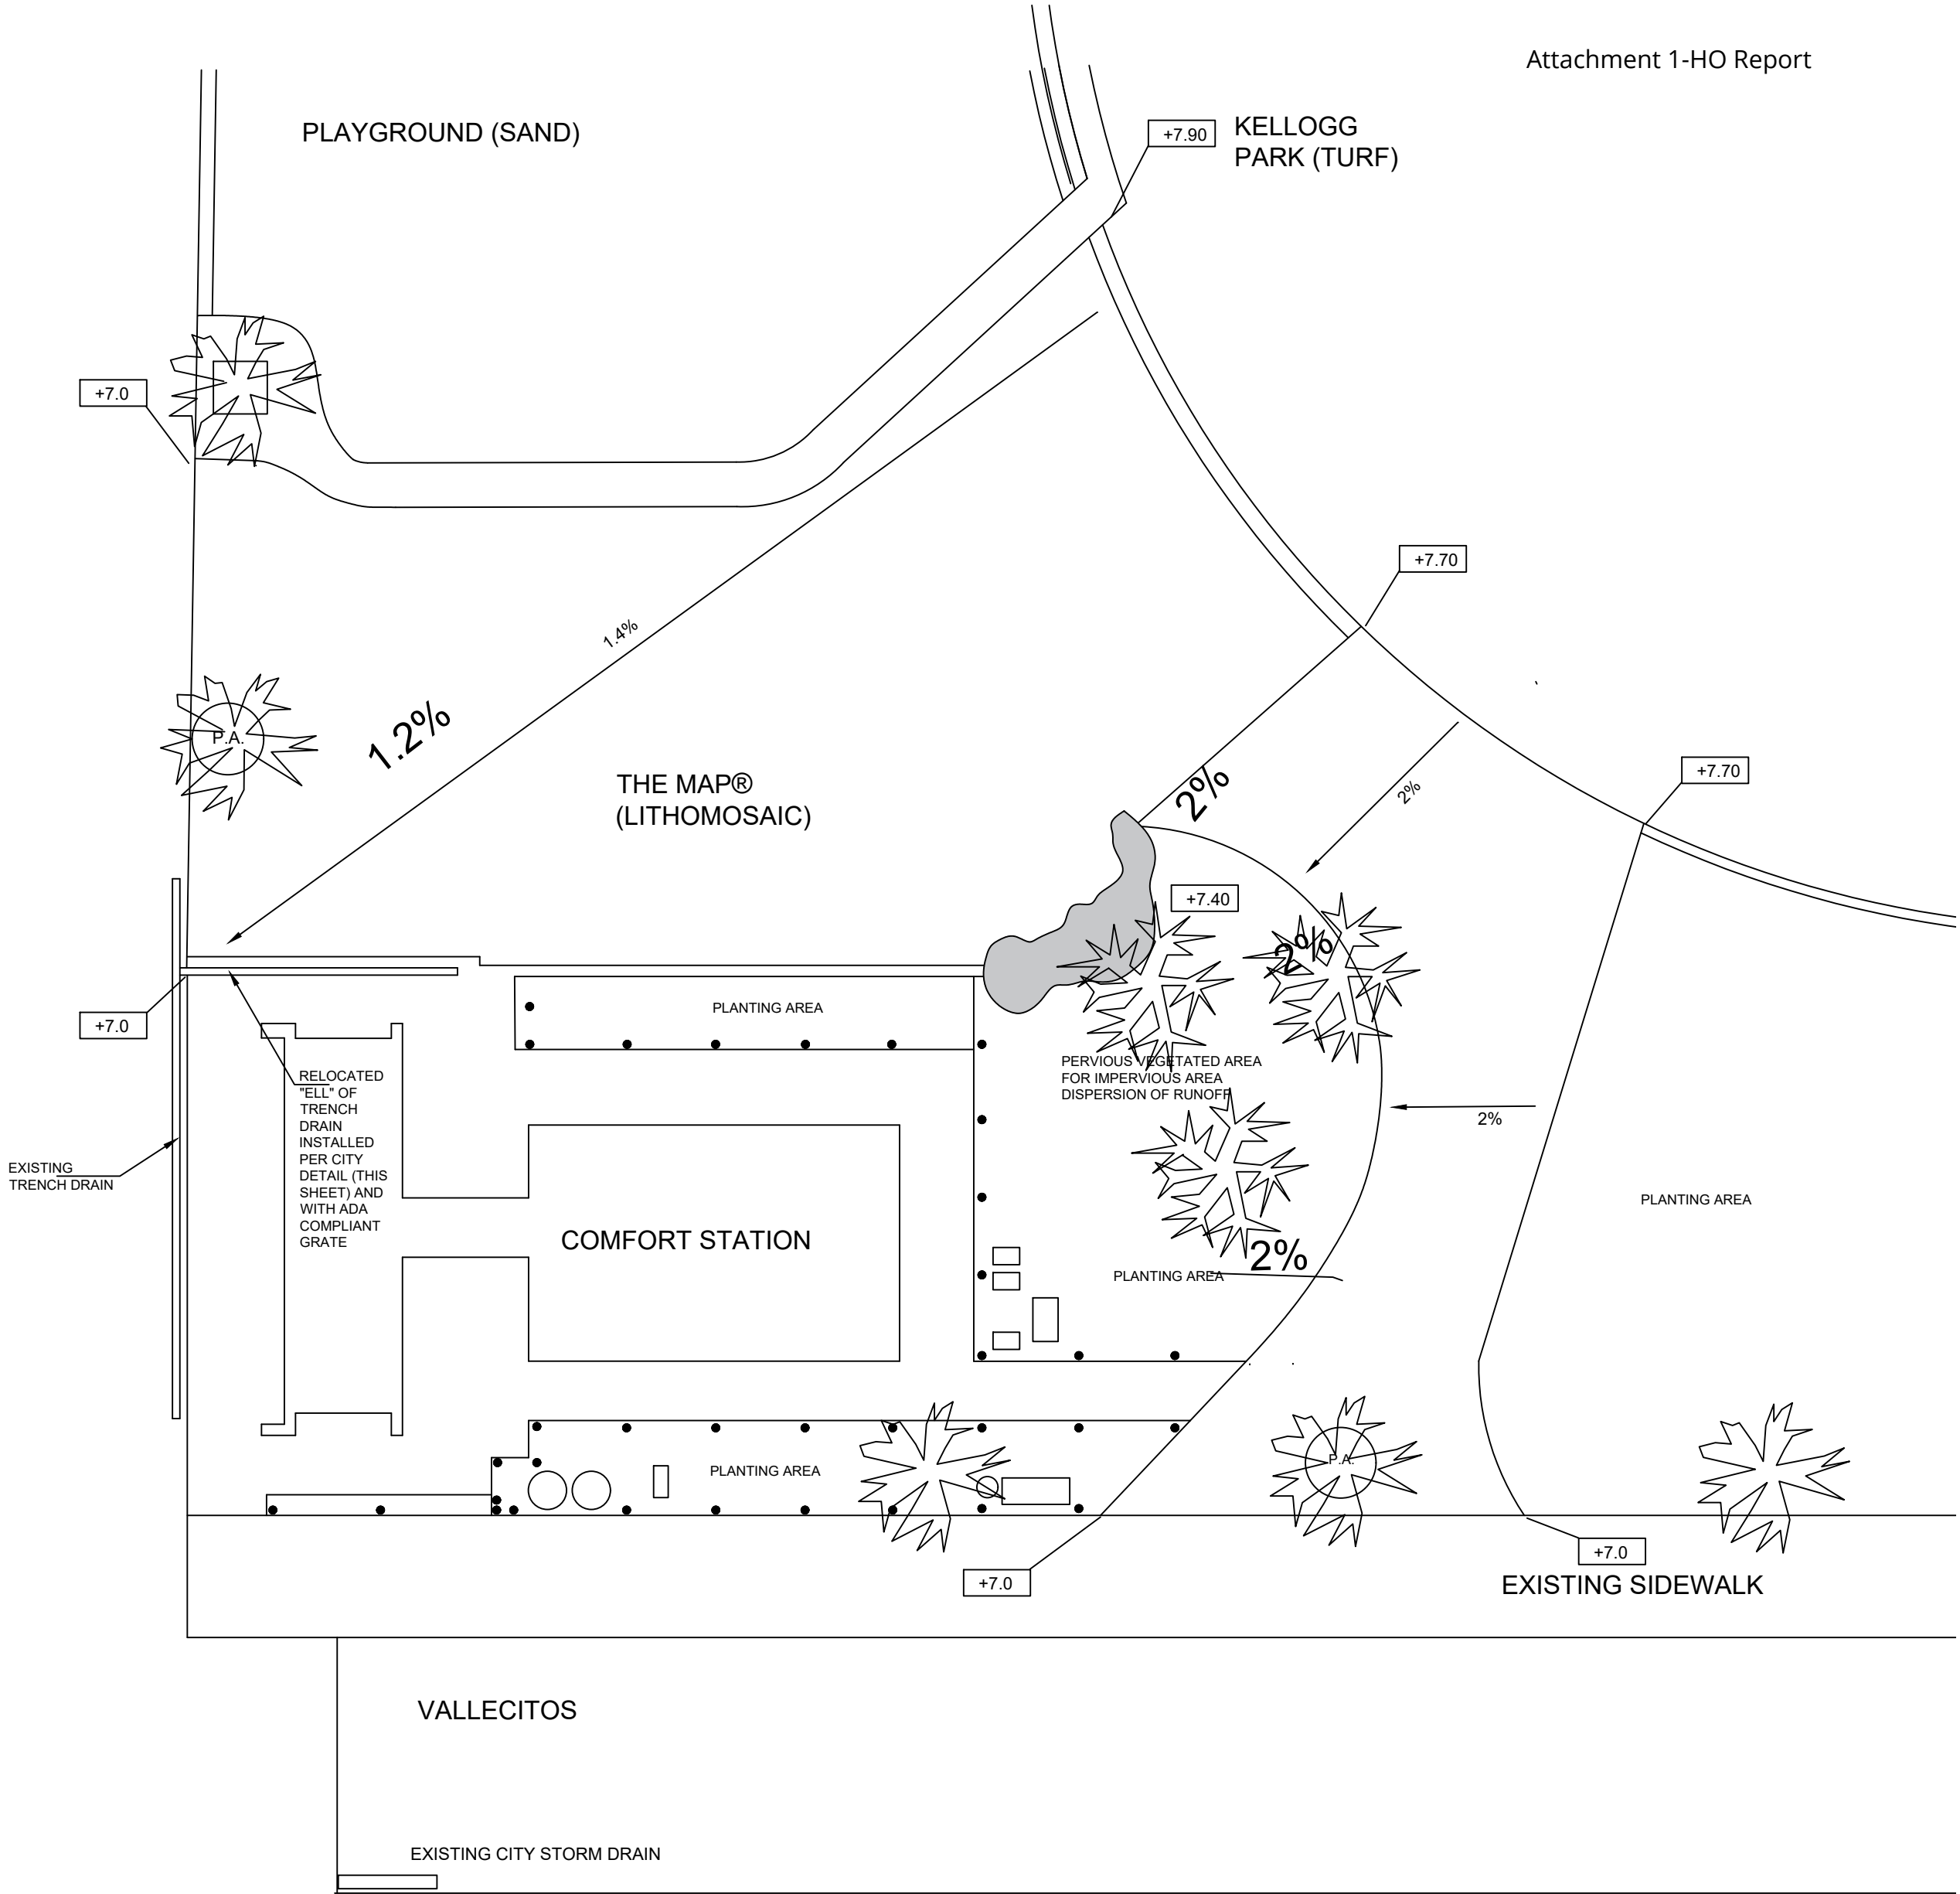 Attachment 1-HO Report
PLAYGROUND (SAND)
+7.90
KELLOGG
PARK (TURF)
+7.0
+7.70
1.4%
1.2%
P.A.
THE MAP®
(LITHOMOSAIC)
2%
2%
+7.70
+7.40
2%
+7.0
PLANTING AREA
RELOCATED
"ELL" OF
TRENCH
DRAIN
INSTALLED
PER CITY
DETAIL (THIS
SHEET) AND
WITH ADA
COMPLIANT
GRATE
PERVIOUS VEGETATED AREA
FOR IMPERVIOUS AREA
DISPERSION OF RUNOFF
2%
EXISTING
TRENCH DRAIN
PLANTING AREA
COMFORT STATION
2%
PLANTING AREA
PLANTING AREA
P.A.
+7.0
+7.0
EXISTING SIDEWALK
VALLECITOS
EXISTING CITY STORM DRAIN